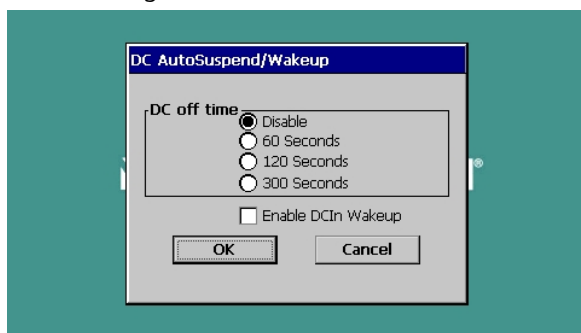 DC AutoSuspend/Wakeup
DC off time
Disable
60 Seconds
120 Seconds
300 Seconds
®
Enable DCIn Wakeup
OK
Cancel